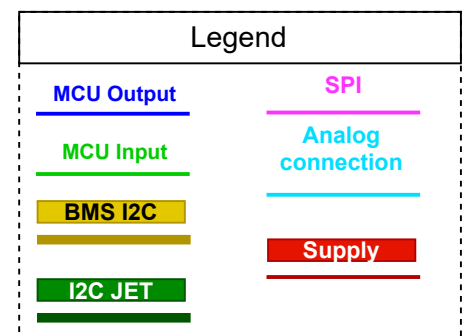 Legend
MCU Output
SPI
MCU Input
Analog
connection
BMS I2C
Supply
I2C JET